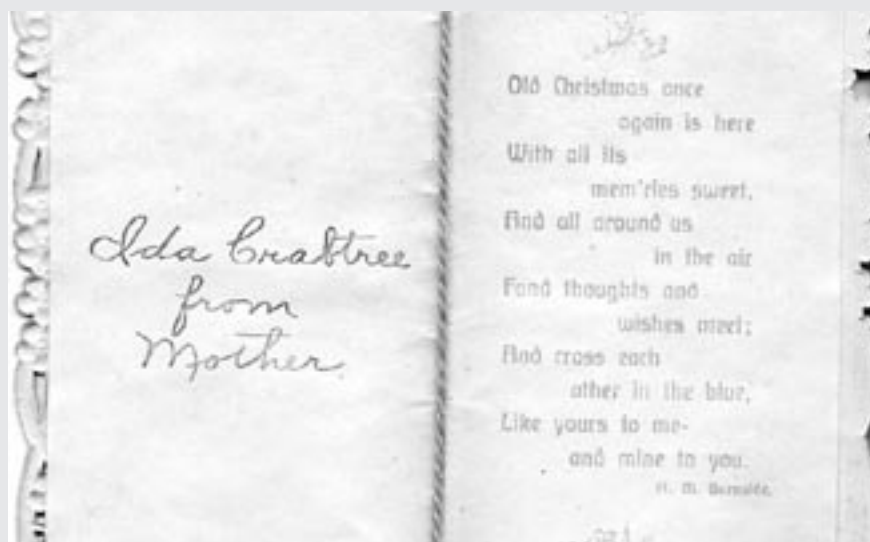 Ida Crabtree
from
Mother
Old Christmas once
again is here
With all its
mem'ries sweet,
And all around us
in the air
Fond thoughts and
wishes meet;
And cross each
other in the blue,
Like yours to me-
and mine to you.